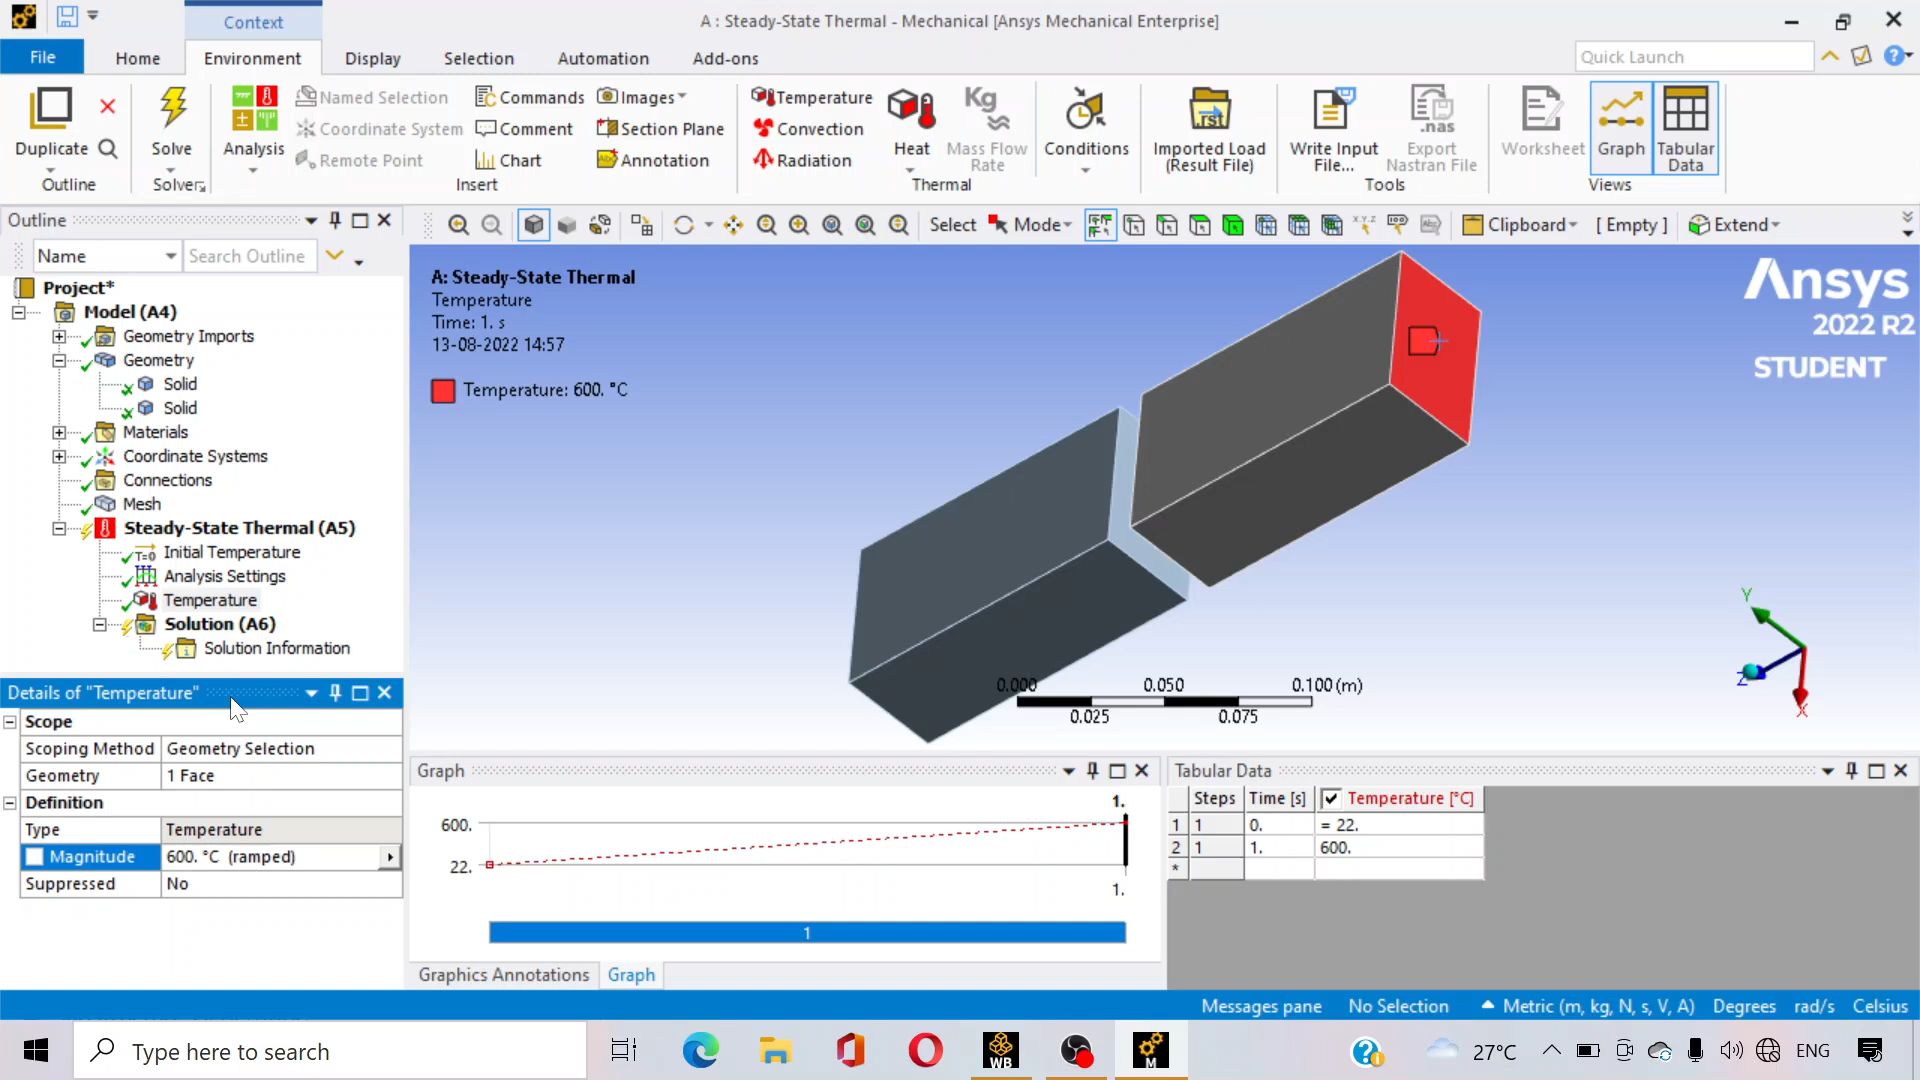 Context
A : Steady-State Thermal - Mechanical [Ansys Mechanical Enterprise]
File
Home
Environment
Display
Selection
Automation
Add-ons
Quick Launch
Duplicate
Outline
Solve
Solver
Analysis
Named Selection
Coordinate System
Remote Point
Commands
Comment
Chart
Images
Section Plane
Annotation
Insert
Temperature
Convection
Radiation
Heat
Mass Flow
Rate
Thermal
Conditions
Imported Load
(Result File)
Write Input
File...
Export
Nastran File
Tools
Worksheet
Graph
Tabular
Data
Views
Outline
Select
Mode
Clipboard
[ Empty ]
Extend
Name
Search Outline
Project*
Model (A4)
Geometry Imports
Geometry
Solid
Solid
Materials
Coordinate Systems
Connections
Mesh
Steady-State Thermal (A5)
T=0 Initial Temperature
Analysis Settings
Temperature
Solution (A6)
Solution Information
A: Steady-State Thermal
Temperature
Time: 1. s
13-08-2022 14:57
Temperature: 600. °C
Ansys
2022 R2
STUDENT
0.000
0.050
0.100 (m)
0.025
0.075
Y
Z
X
Details of "Temperature"
Scope
Scoping Method Geometry Selection
Geometry 1 Face
Definition
Type Temperature
Magnitude 600. °C (ramped)
Suppressed No
Graph
1.
600.
22.
1.
1
Graphics Annotations
Graph
Tabular Data
Steps Time [s] Temperature [°C]
1 1 0. = 22.
2 1 1. 600.
*
Messages pane
No Selection
Metric (m, kg, N, s, V, A)
Degrees
rad/s
Celsius
Type here to search
WB
M
27°C
ENG